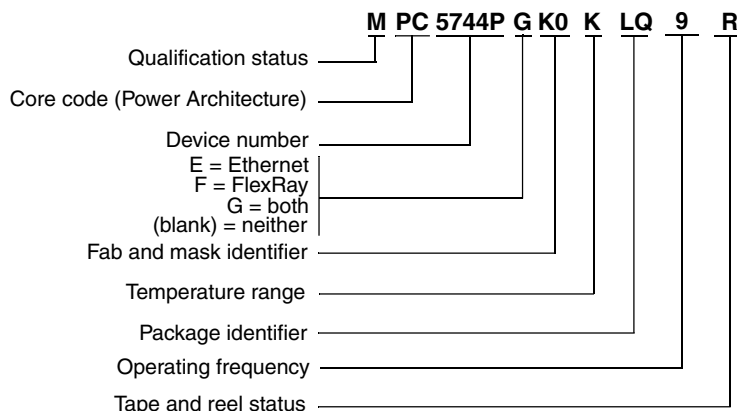 M PC 5744P G K0 K LQ 9 R
Qualification status
Core code (Power Architecture)
Device number
E = Ethernet
F = FlexRay
G = both
(blank) = neither
Fab and mask identifier
Temperature range
Package identifier
Operating frequency
Tape and reel status